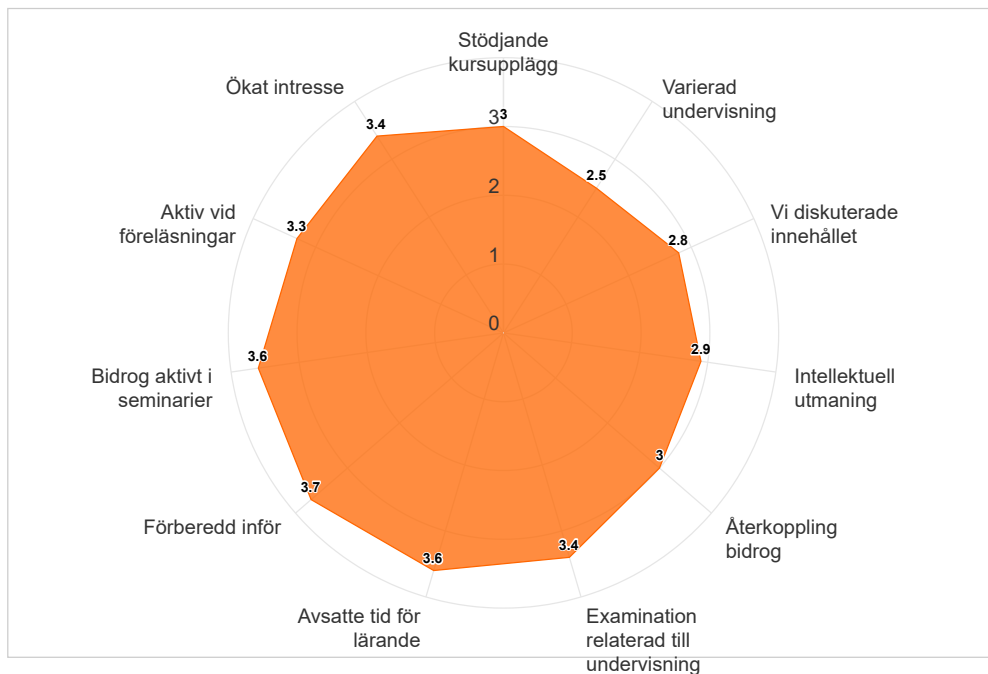 Stödjande
kursupplägg
Varierad
undervisning
Vi diskuterade
innehållet
Intellektuell
utmaning
Återkoppling
bidrog
Examination
relaterad till
undervisning
Avsatte tid för
lärande
Förberedd inför
Bidrog aktivt i
seminarier
Aktiv vid
föreläsningar
Ökat intresse
3
2
1
0
3
2.5
2.8
2.9
3
3.4
3.6
3.7
3.6
3.3
3.4